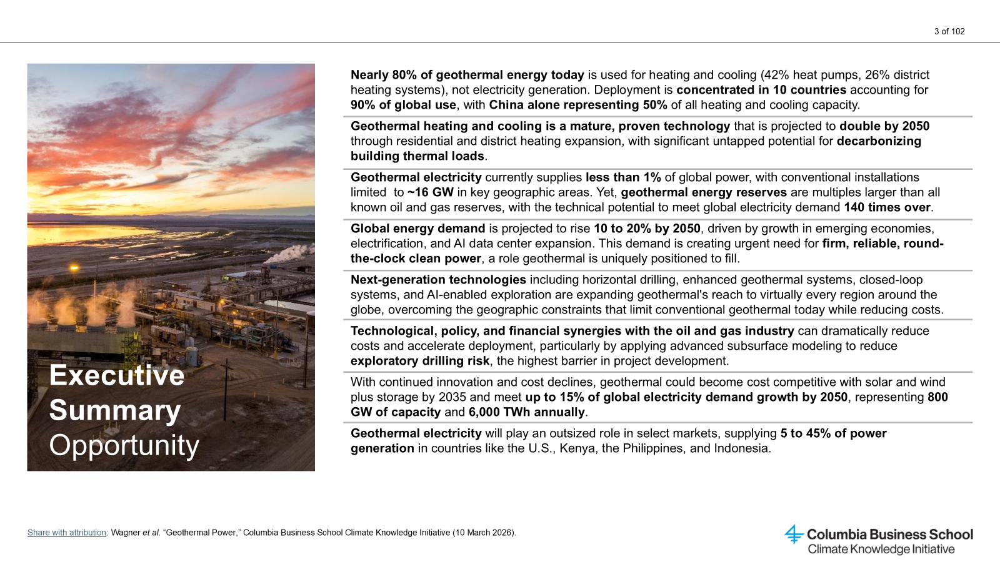 3 of 102
Nearly 80% of geothermal energy today is used for heating and cooling (42% heat pumps, 26% district
heating systems), not electricity generation. Deployment is concentrated in 10 countries accounting for
90% of global use, with China alone representing 50% of all heating and cooling capacity.
Geothermal heating and cooling is a mature, proven technology that is projected to double by 2050
through residential and district heating expansion, with significant untapped potential for decarbonizing
building thermal loads.
Geothermal electricity currently supplies less than 1% of global power, with conventional installations
limited  to ~16 GW in key geographic areas. Yet, geothermal energy reserves are multiples larger than all
known oil and gas reserves, with the technical potential to meet global electricity demand 140 times over.
Global energy demand is projected to rise 10 to 20% by 2050, driven by growth in emerging economies,
electrification, and AI data center expansion. This demand is creating urgent need for firm, reliable, round-
the-clock clean power, a role geothermal is uniquely positioned to fill.
Next-generation technologies including horizontal drilling, enhanced geothermal systems, closed-loop
systems, and AI-enabled exploration are expanding geothermal's reach to virtually every region around the
globe, overcoming the geographic constraints that limit conventional geothermal today while reducing costs.
Technological, policy, and financial synergies with the oil and gas industry can dramatically reduce
costs and accelerate deployment, particularly by applying advanced subsurface modeling to reduce
exploratory drilling risk, the highest barrier in project development.
With continued innovation and cost declines, geothermal could become cost competitive with solar and wind
plus storage by 2035 and meet up to 15% of global electricity demand growth by 2050, representing 800
GW of capacity and 6,000 TWh annually.
Geothermal electricity will play an outsized role in select markets, supplying 5 to 45% of power
generation in countries like the U.S., Kenya, the Philippines, and Indonesia.
Executive
Summary
Opportunity
Share with attribution: Wagner et al. “Geothermal Power,” Columbia Business School Climate Knowledge Initiative (10 March 2026).
Columbia Business School
Climate Knowledge Initiative